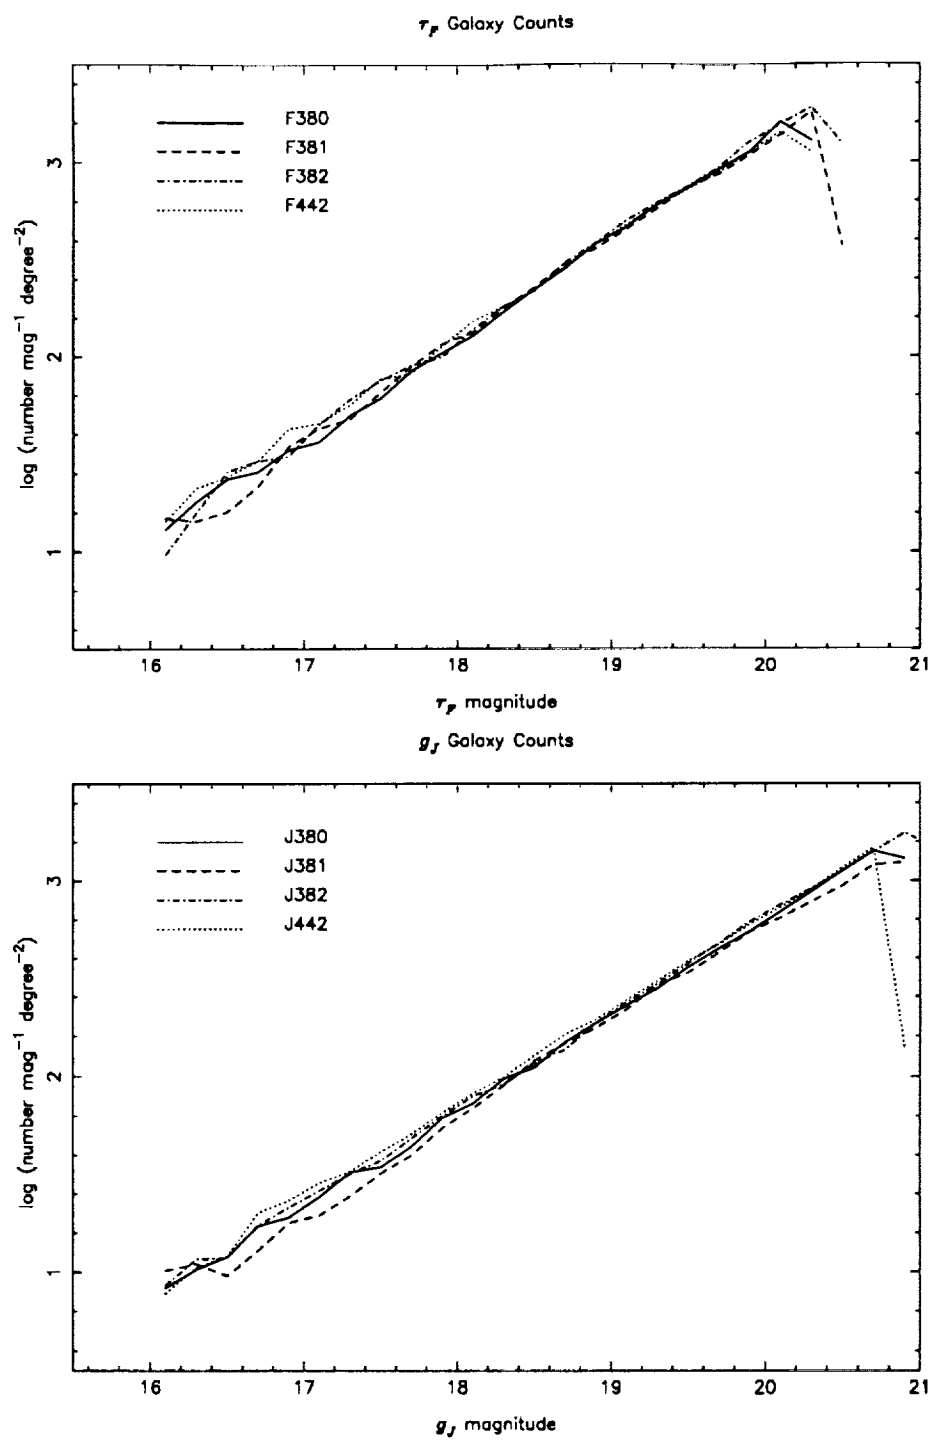 r_F Galaxy Counts
F380
F381
F382
F442
3
2
1
log (number mag⁻¹ degree⁻²)
16 17 18 19 20 21
r_F magnitude
g_J Galaxy Counts
J380
J381
J382
J442
3
2
1
log (number mag⁻¹ degree⁻²)
16 17 18 19 20 21
g_J magnitude